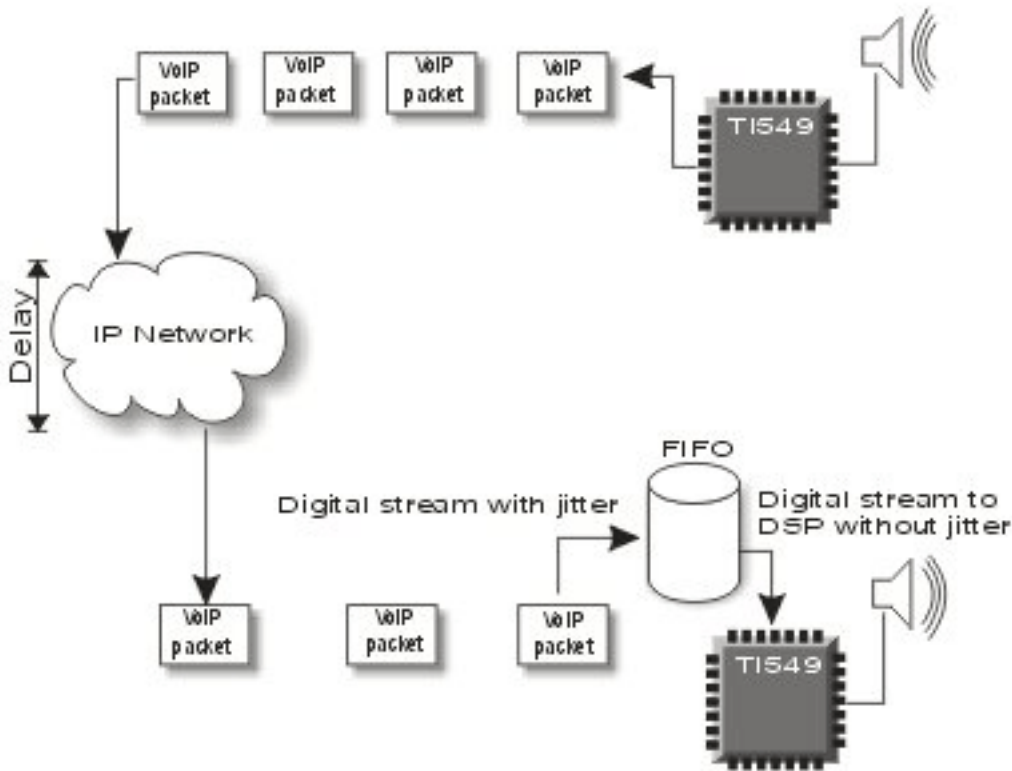 VoIP
packet
VoIP
packet
VoIP
packet
VoIP
packet
TI549
Delay
IP Network
FIFO
Digital stream with jitter
Digital stream to
DSP without jitter
VoIP
packet
VoIP
packet
VoIP
packet
TI549